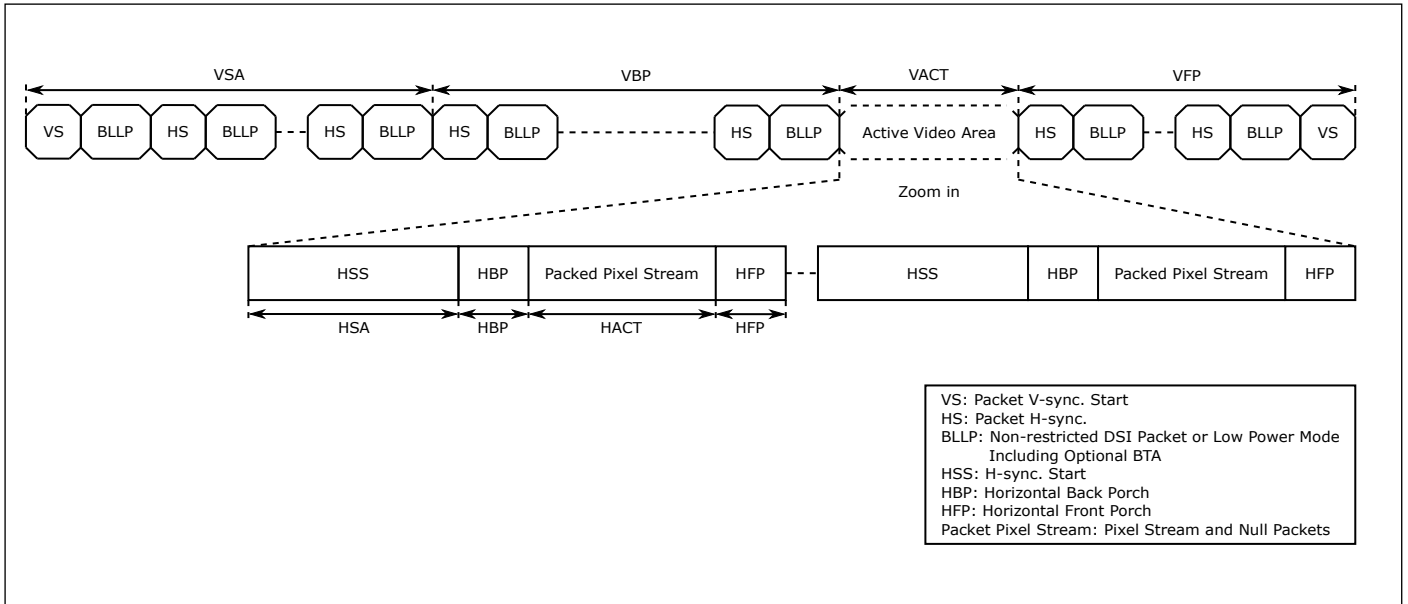 VSA VBP VACT VFP
VS BLLP HS BLLP HS BLLP HS BLLP HS BLLP Active Video Area HS BLLP HS BLLP VS
Zoom in
HSS HBP Packed Pixel Stream HFP HSS HBP Packed Pixel Stream HFP
HSA HBP HACT HFP
VS: Packet V-sync. Start
HS: Packet H-sync.
BLLP: Non-restricted DSI Packet or Low Power Mode
Including Optional BTA
HSS: H-sync. Start
HBP: Horizontal Back Porch
HFP: Horizontal Front Porch
Packet Pixel Stream: Pixel Stream and Null Packets